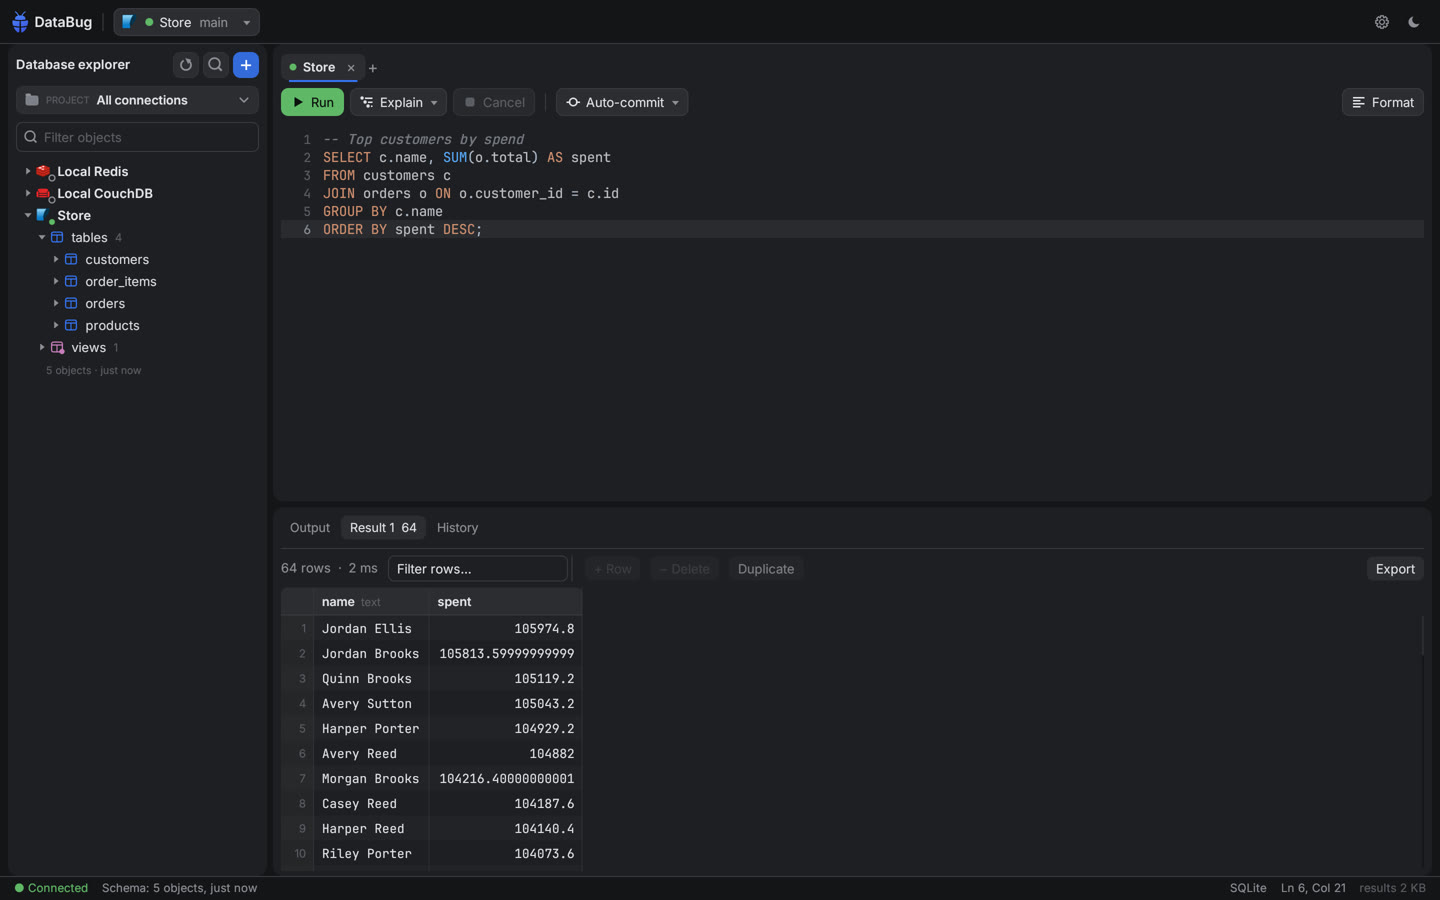 DataBug
Store main
Database explorer
PROJECT All connections
Filter objects
Local Redis
Local CouchDB
Store
tables 4
customers
order_items
orders
products
views 1
5 objects · just now
Store × +
Run Explain Cancel Auto-commit Format
1 -- Top customers by spend
2 SELECT c.name, SUM(o.total) AS spent
3 FROM customers c
4 JOIN orders o ON o.customer_id = c.id
5 GROUP BY c.name
6 ORDER BY spent DESC;
Output Result 1 64 History
64 rows · 2 ms Filter rows... + Row − Delete Duplicate Export
name text spent
1 Jordan Ellis 105974.8
2 Jordan Brooks 105813.59999999999
3 Quinn Brooks 105119.2
4 Avery Sutton 105043.2
5 Harper Porter 104929.2
6 Avery Reed 104882
7 Morgan Brooks 104216.40000000001
8 Casey Reed 104187.6
9 Harper Reed 104140.4
10 Riley Porter 104073.6
Connected Schema: 5 objects, just now SQLite Ln 6, Col 21 results 2 KB